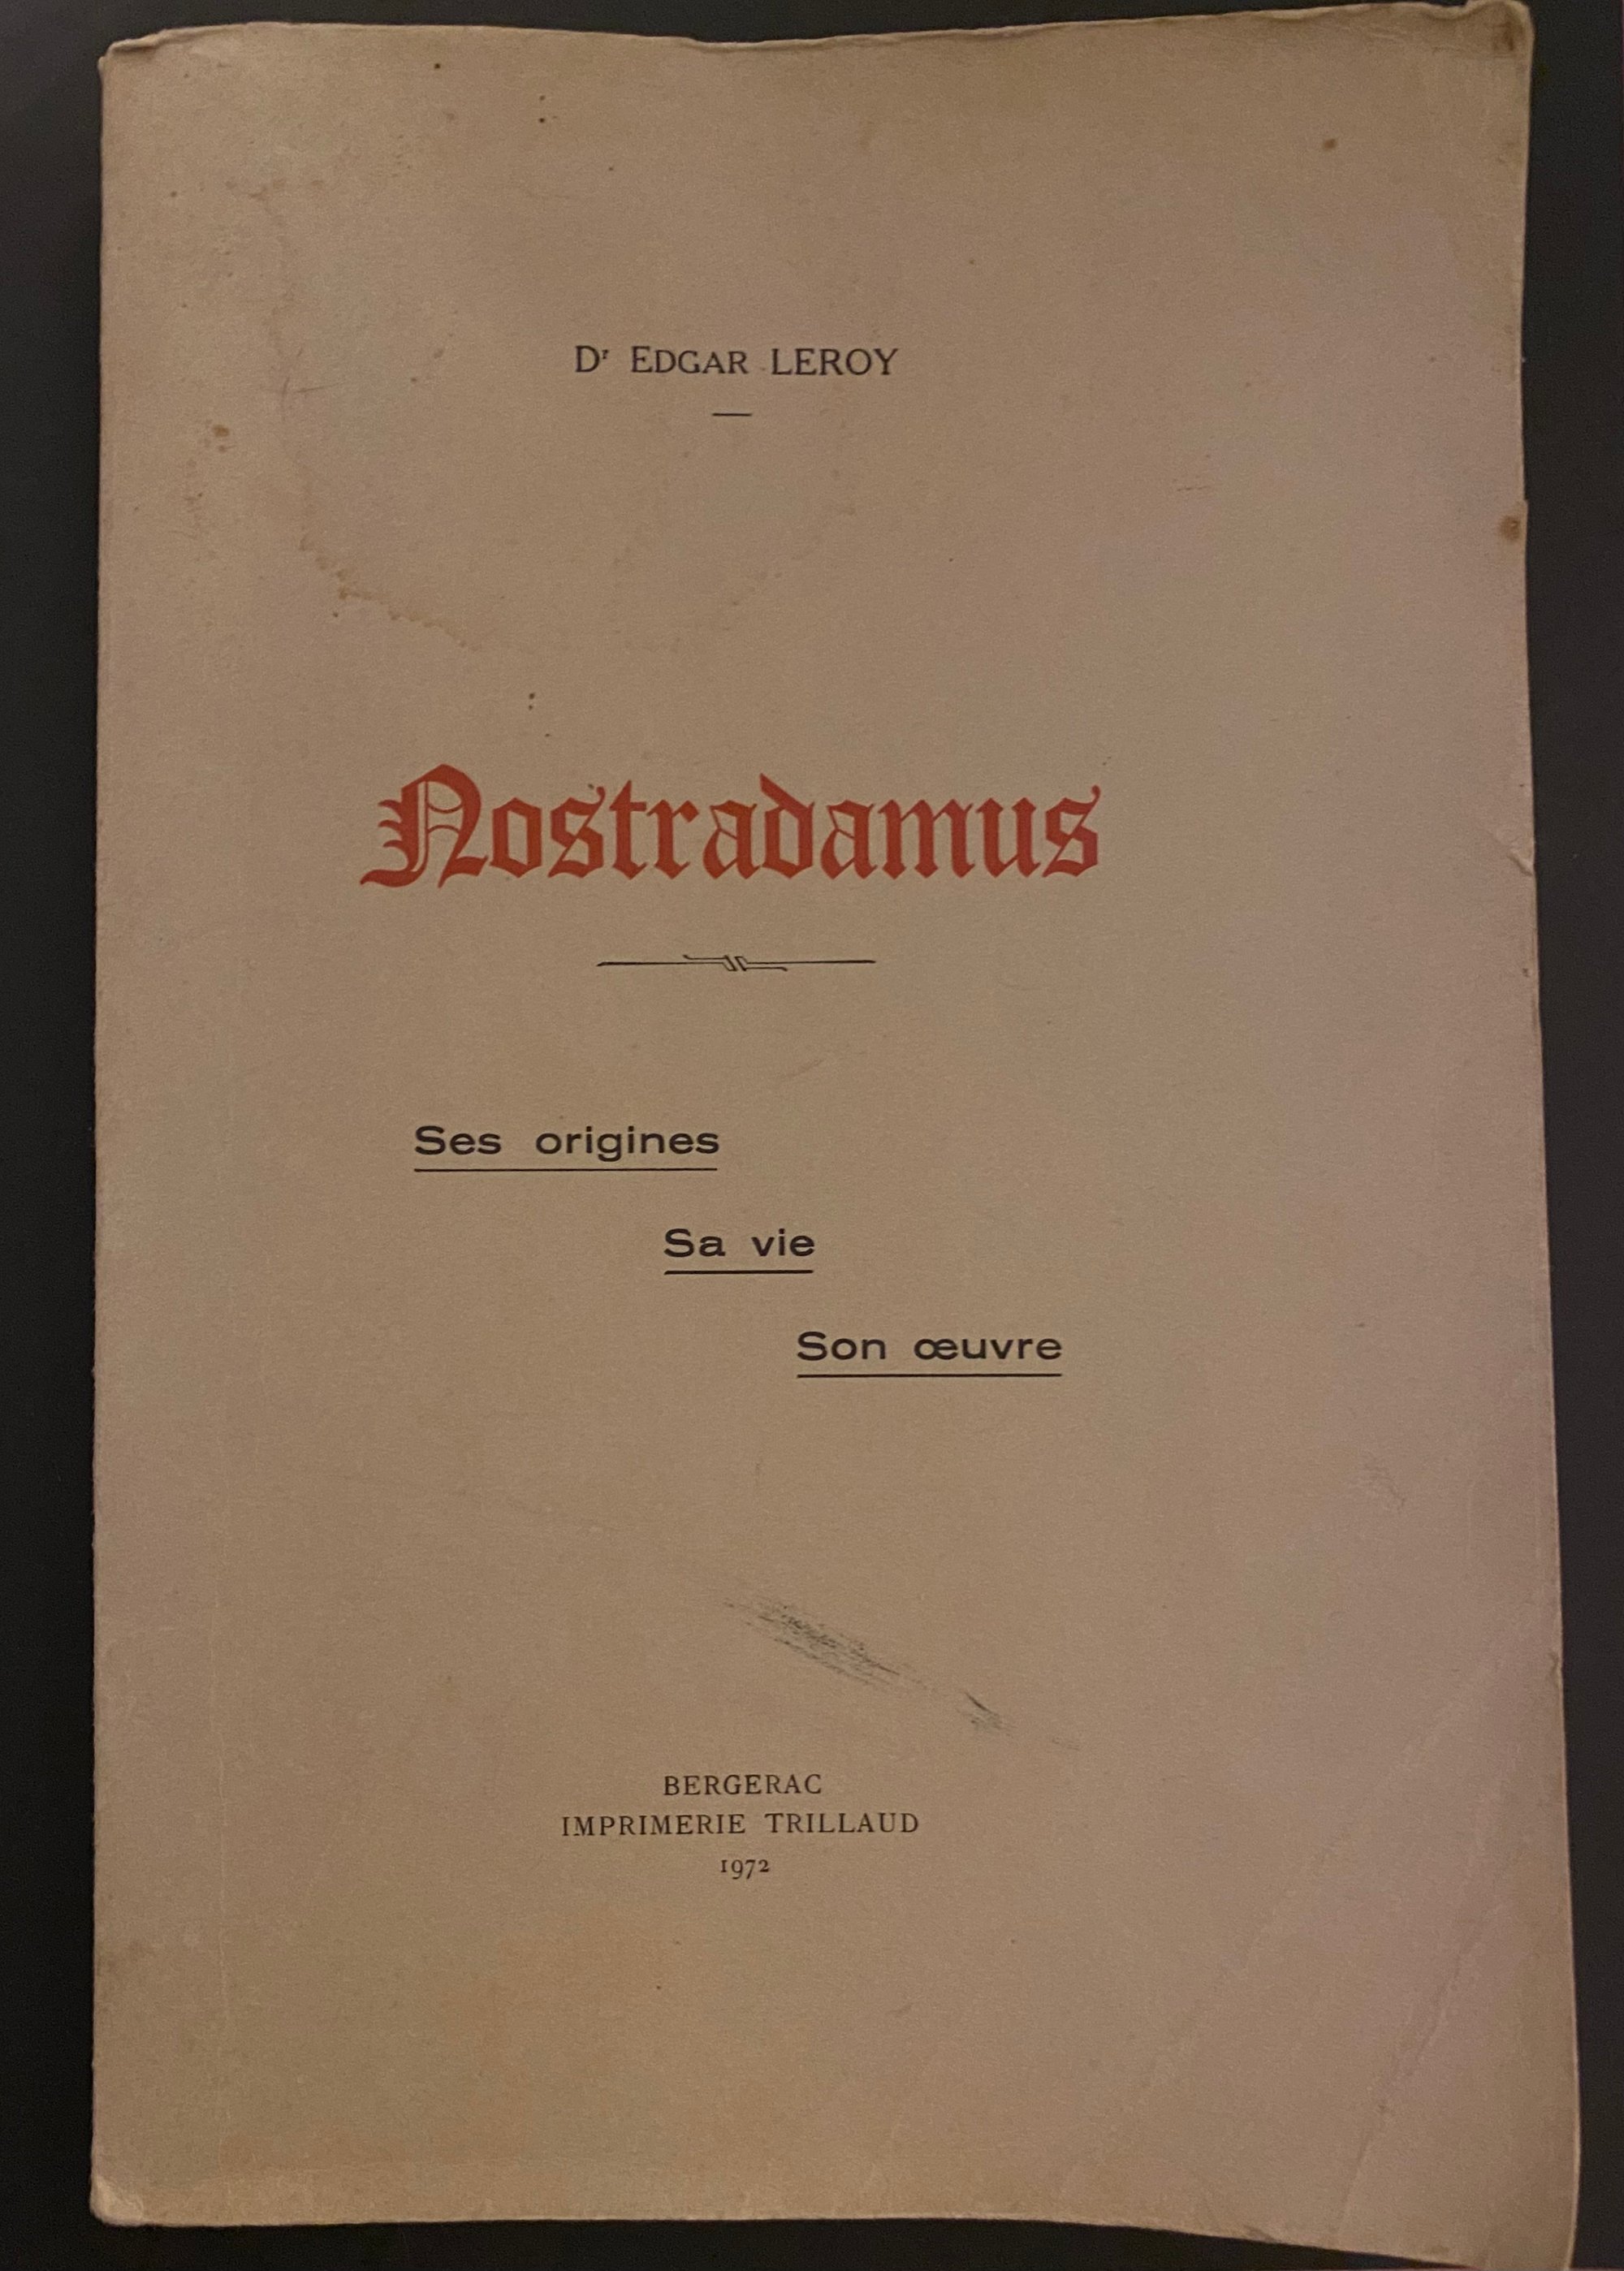 Dr EDGAR LEROY
Nostradamus
Ses origines
Sa vie
Son œuvre
BERGERAC
IMPRIMERIE TRILLAUD
1972